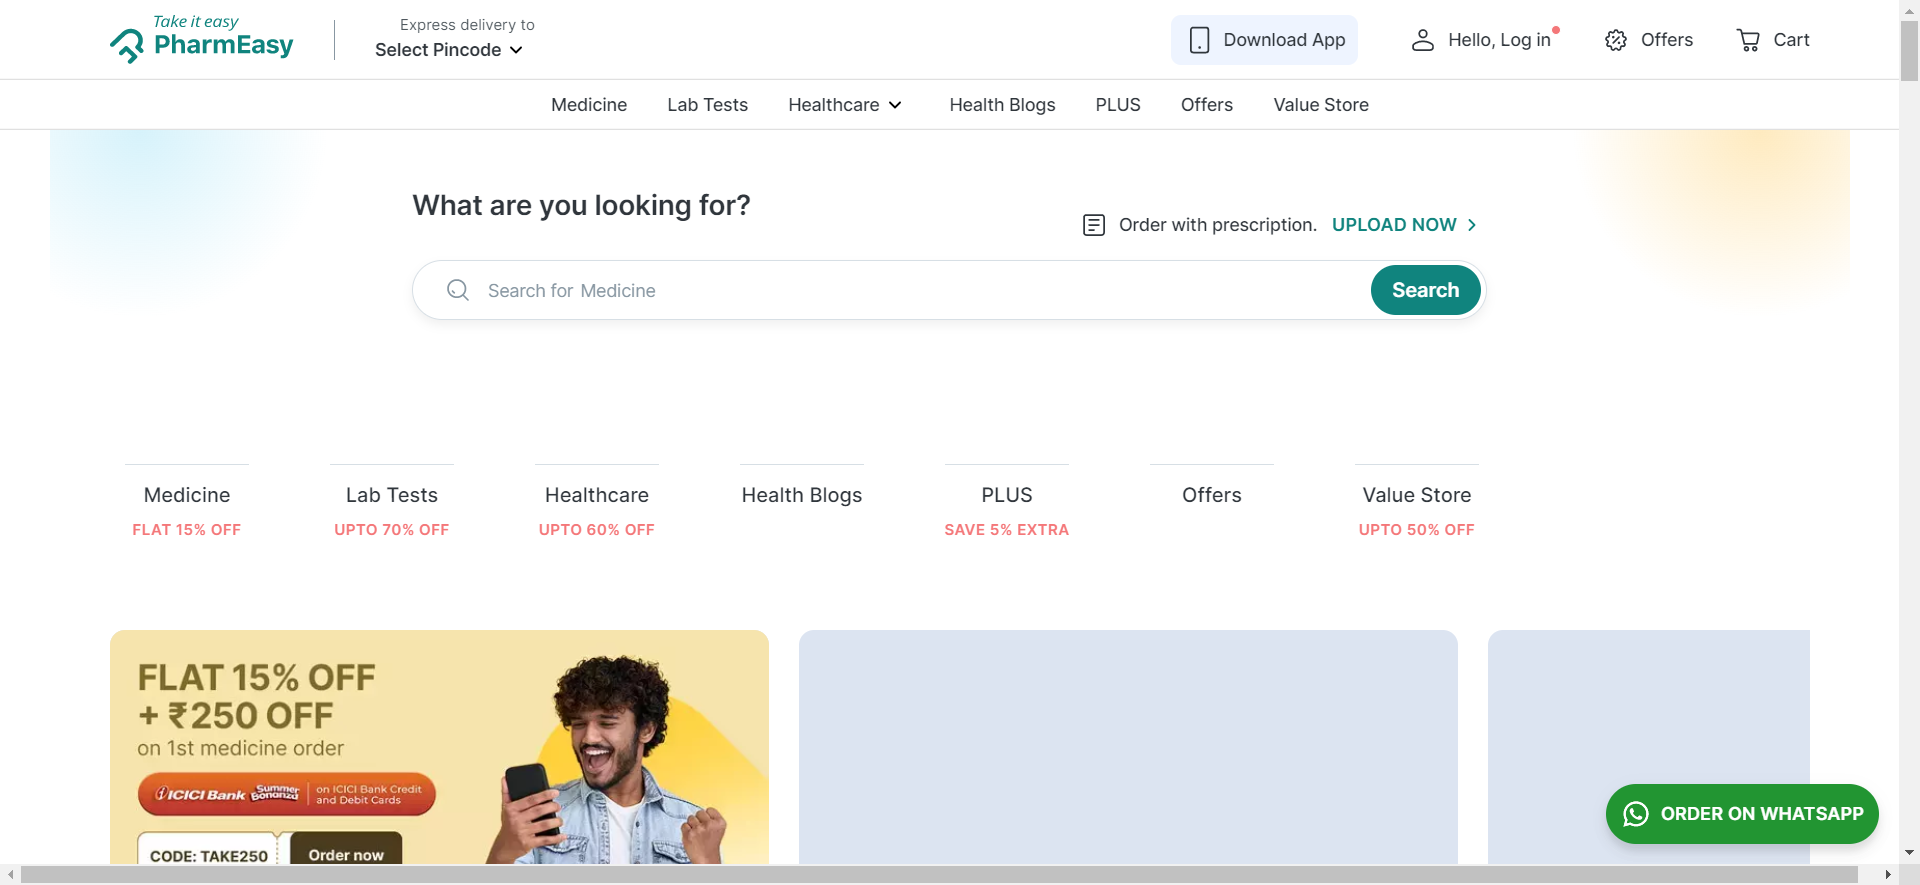 Take it easy
PharmEasy
Express delivery to
Select Pincode
Download App
Hello, Log in
Offers
Cart
Medicine
Lab Tests
Healthcare
Health Blogs
PLUS
Offers
Value Store
What are you looking for?
Order with prescription. UPLOAD NOW
Search for Medicine
Search
Medicine
FLAT 15% OFF
Lab Tests
UPTO 70% OFF
Healthcare
UPTO 60% OFF
Health Blogs
PLUS
SAVE 5% EXTRA
Offers
Value Store
UPTO 50% OFF
FLAT 15% OFF
+ ₹250 OFF
on 1st medicine order
ICICI Bank
Summer
Bonanza
on ICICI Bank Credit
and Debit Cards
CODE: TAKE250
Order now
ORDER ON WHATSAPP